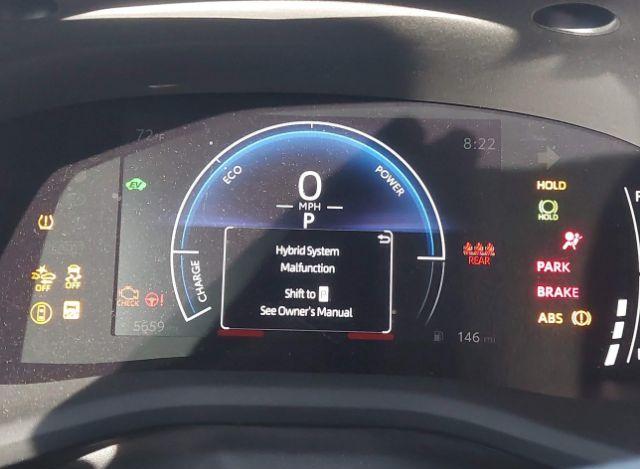 72°F
8:22
ECO
POWER
0
MPH
P
EV
HOLD
HOLD
CHARGE
Hybrid System
Malfunction
Shift to P
See Owner's Manual
REAR
PARK
BRAKE
ABS
OFF
OFF
CHECK
5659
146 mi